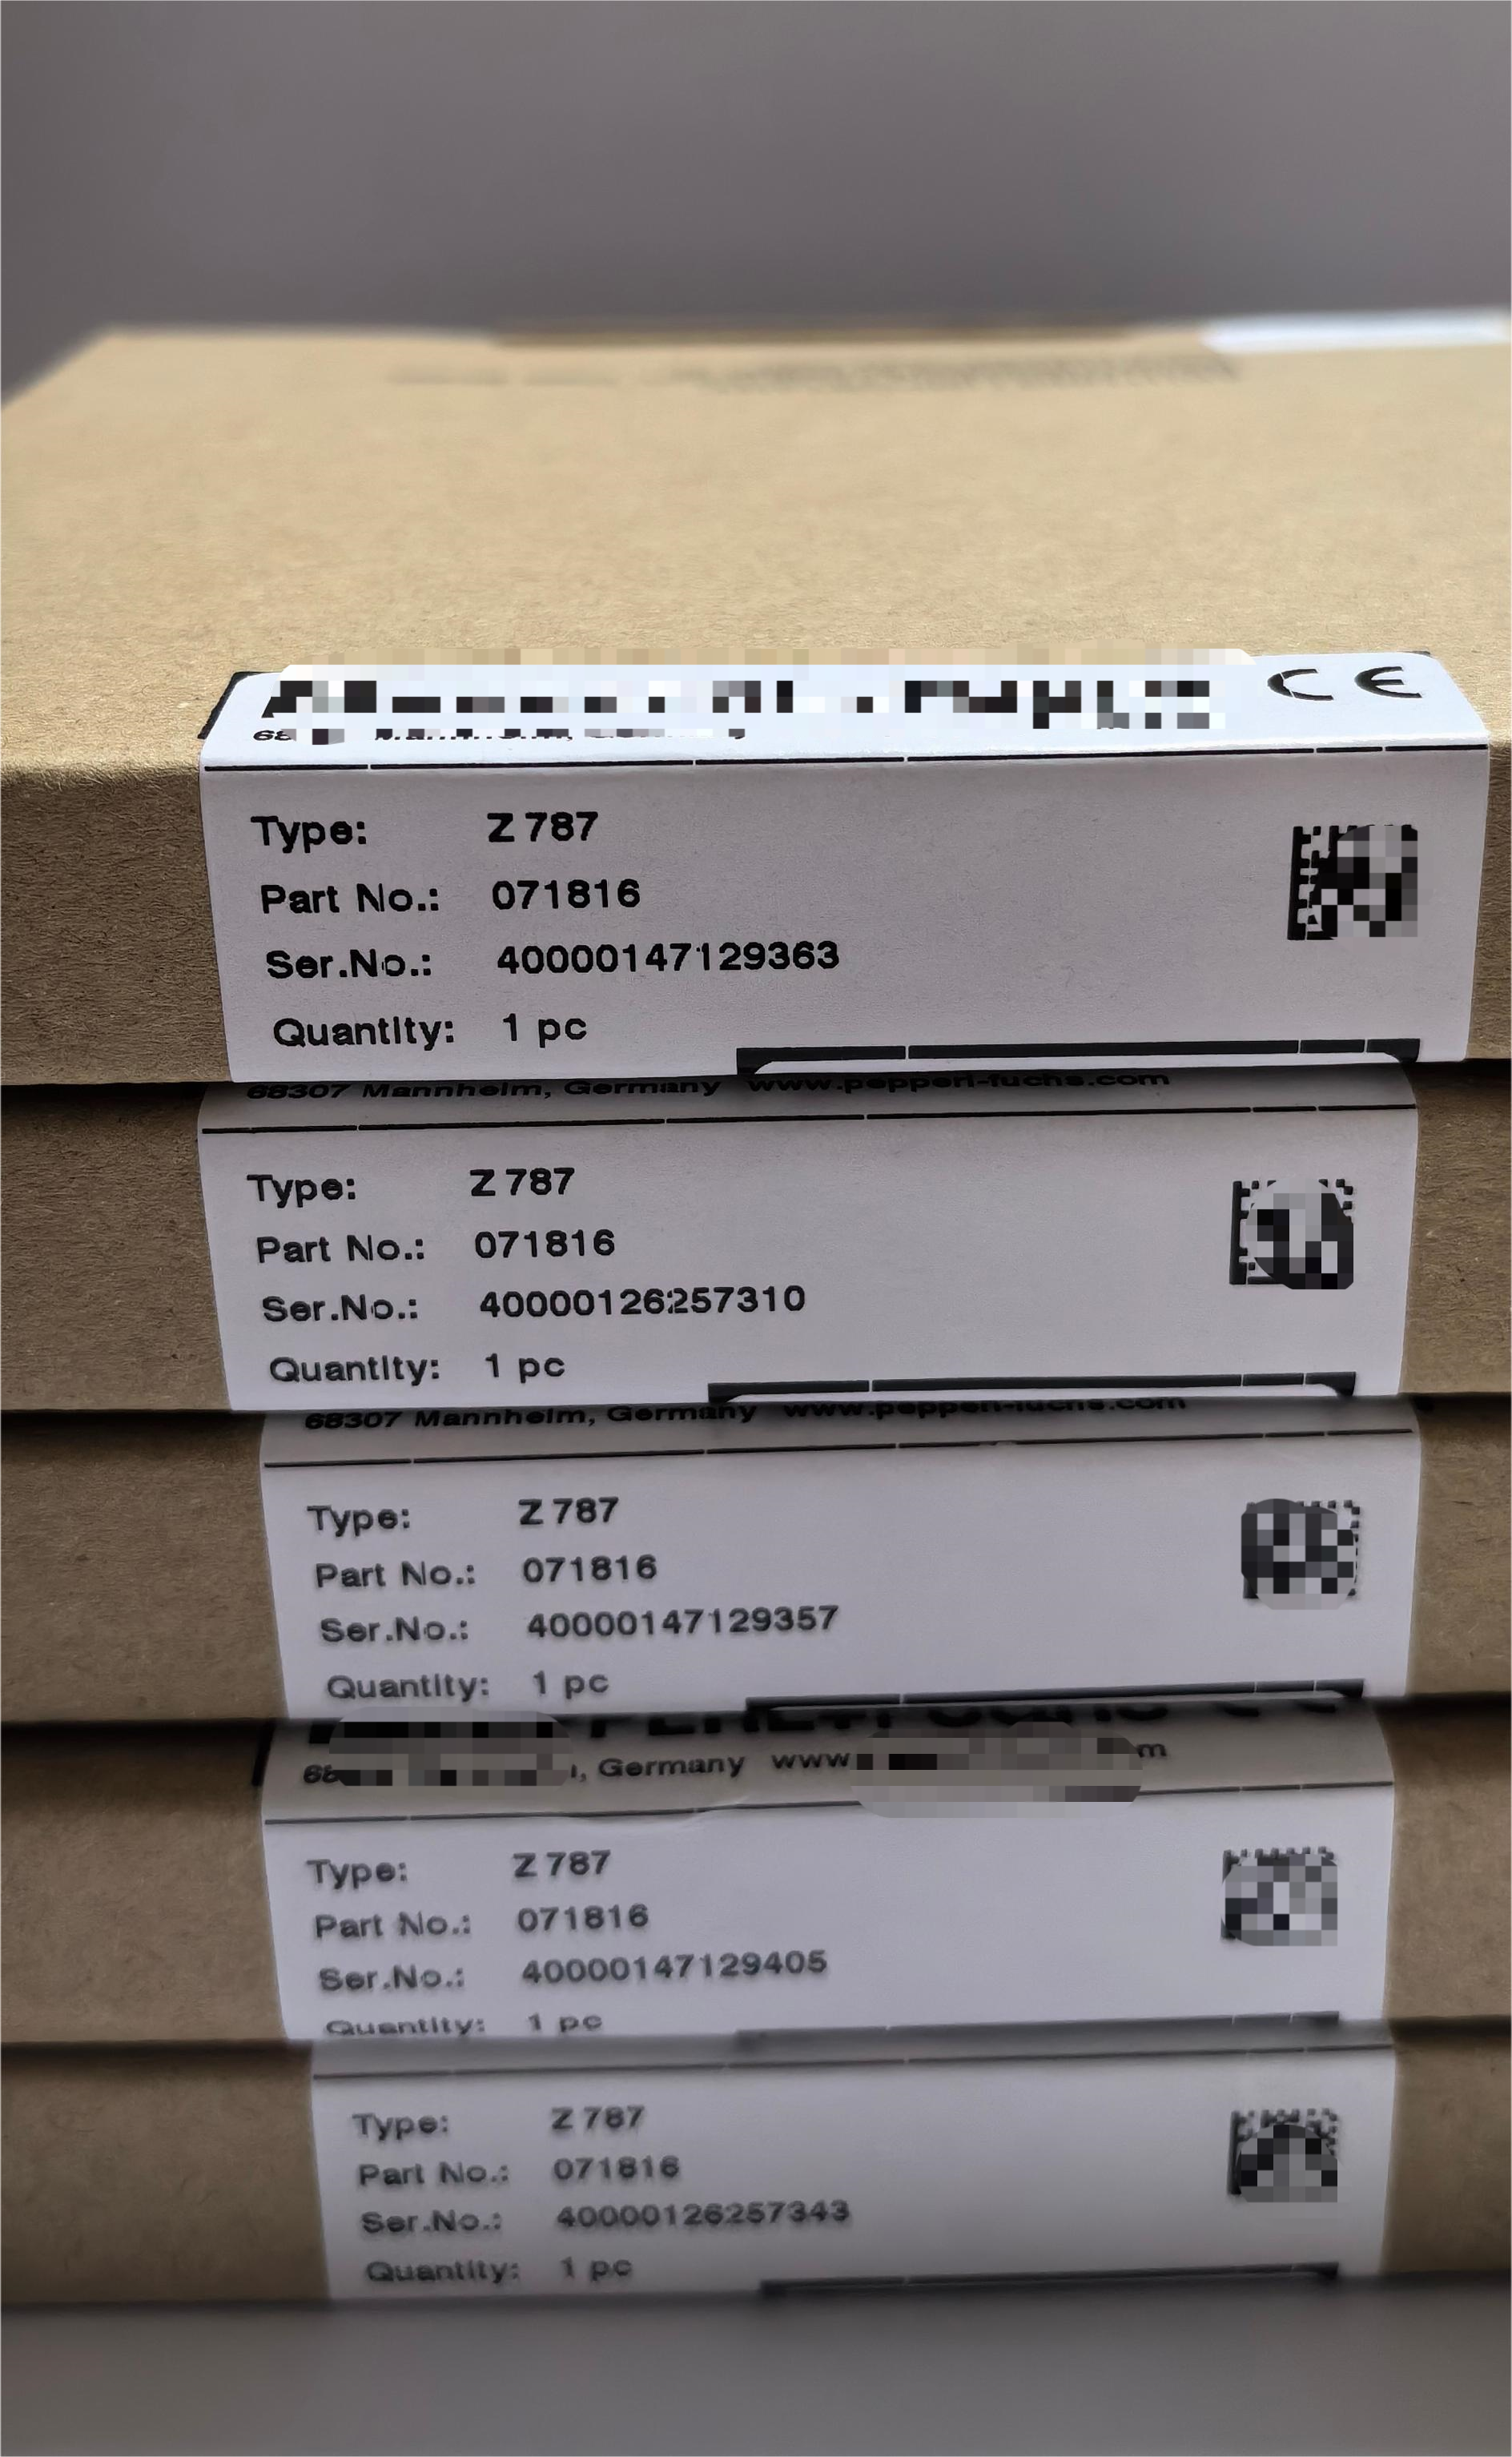 CE
Type: Z 787
Part No.: 071816
Ser.No.: 40000147129363
Quantity: 1 pc
68307 Mannheim, Germany www.pepperl-fuchs.com
Type: Z 787
Part No.: 071816
Ser.No.: 40000126257310
Quantity: 1 pc
68307 Mannheim, Germany www.pepperl-fuchs.com
Type: Z 787
Part No.: 071816
Ser.No.: 40000147129357
Quantity: 1 pc
Germany www
Type: Z 787
Part No.: 071816
Ser.No.: 40000147129405
Quantity: 1 pc
Type: Z 787
Part No.: 071816
Ser.No.: 40000126257343
Quantity: 1 pc